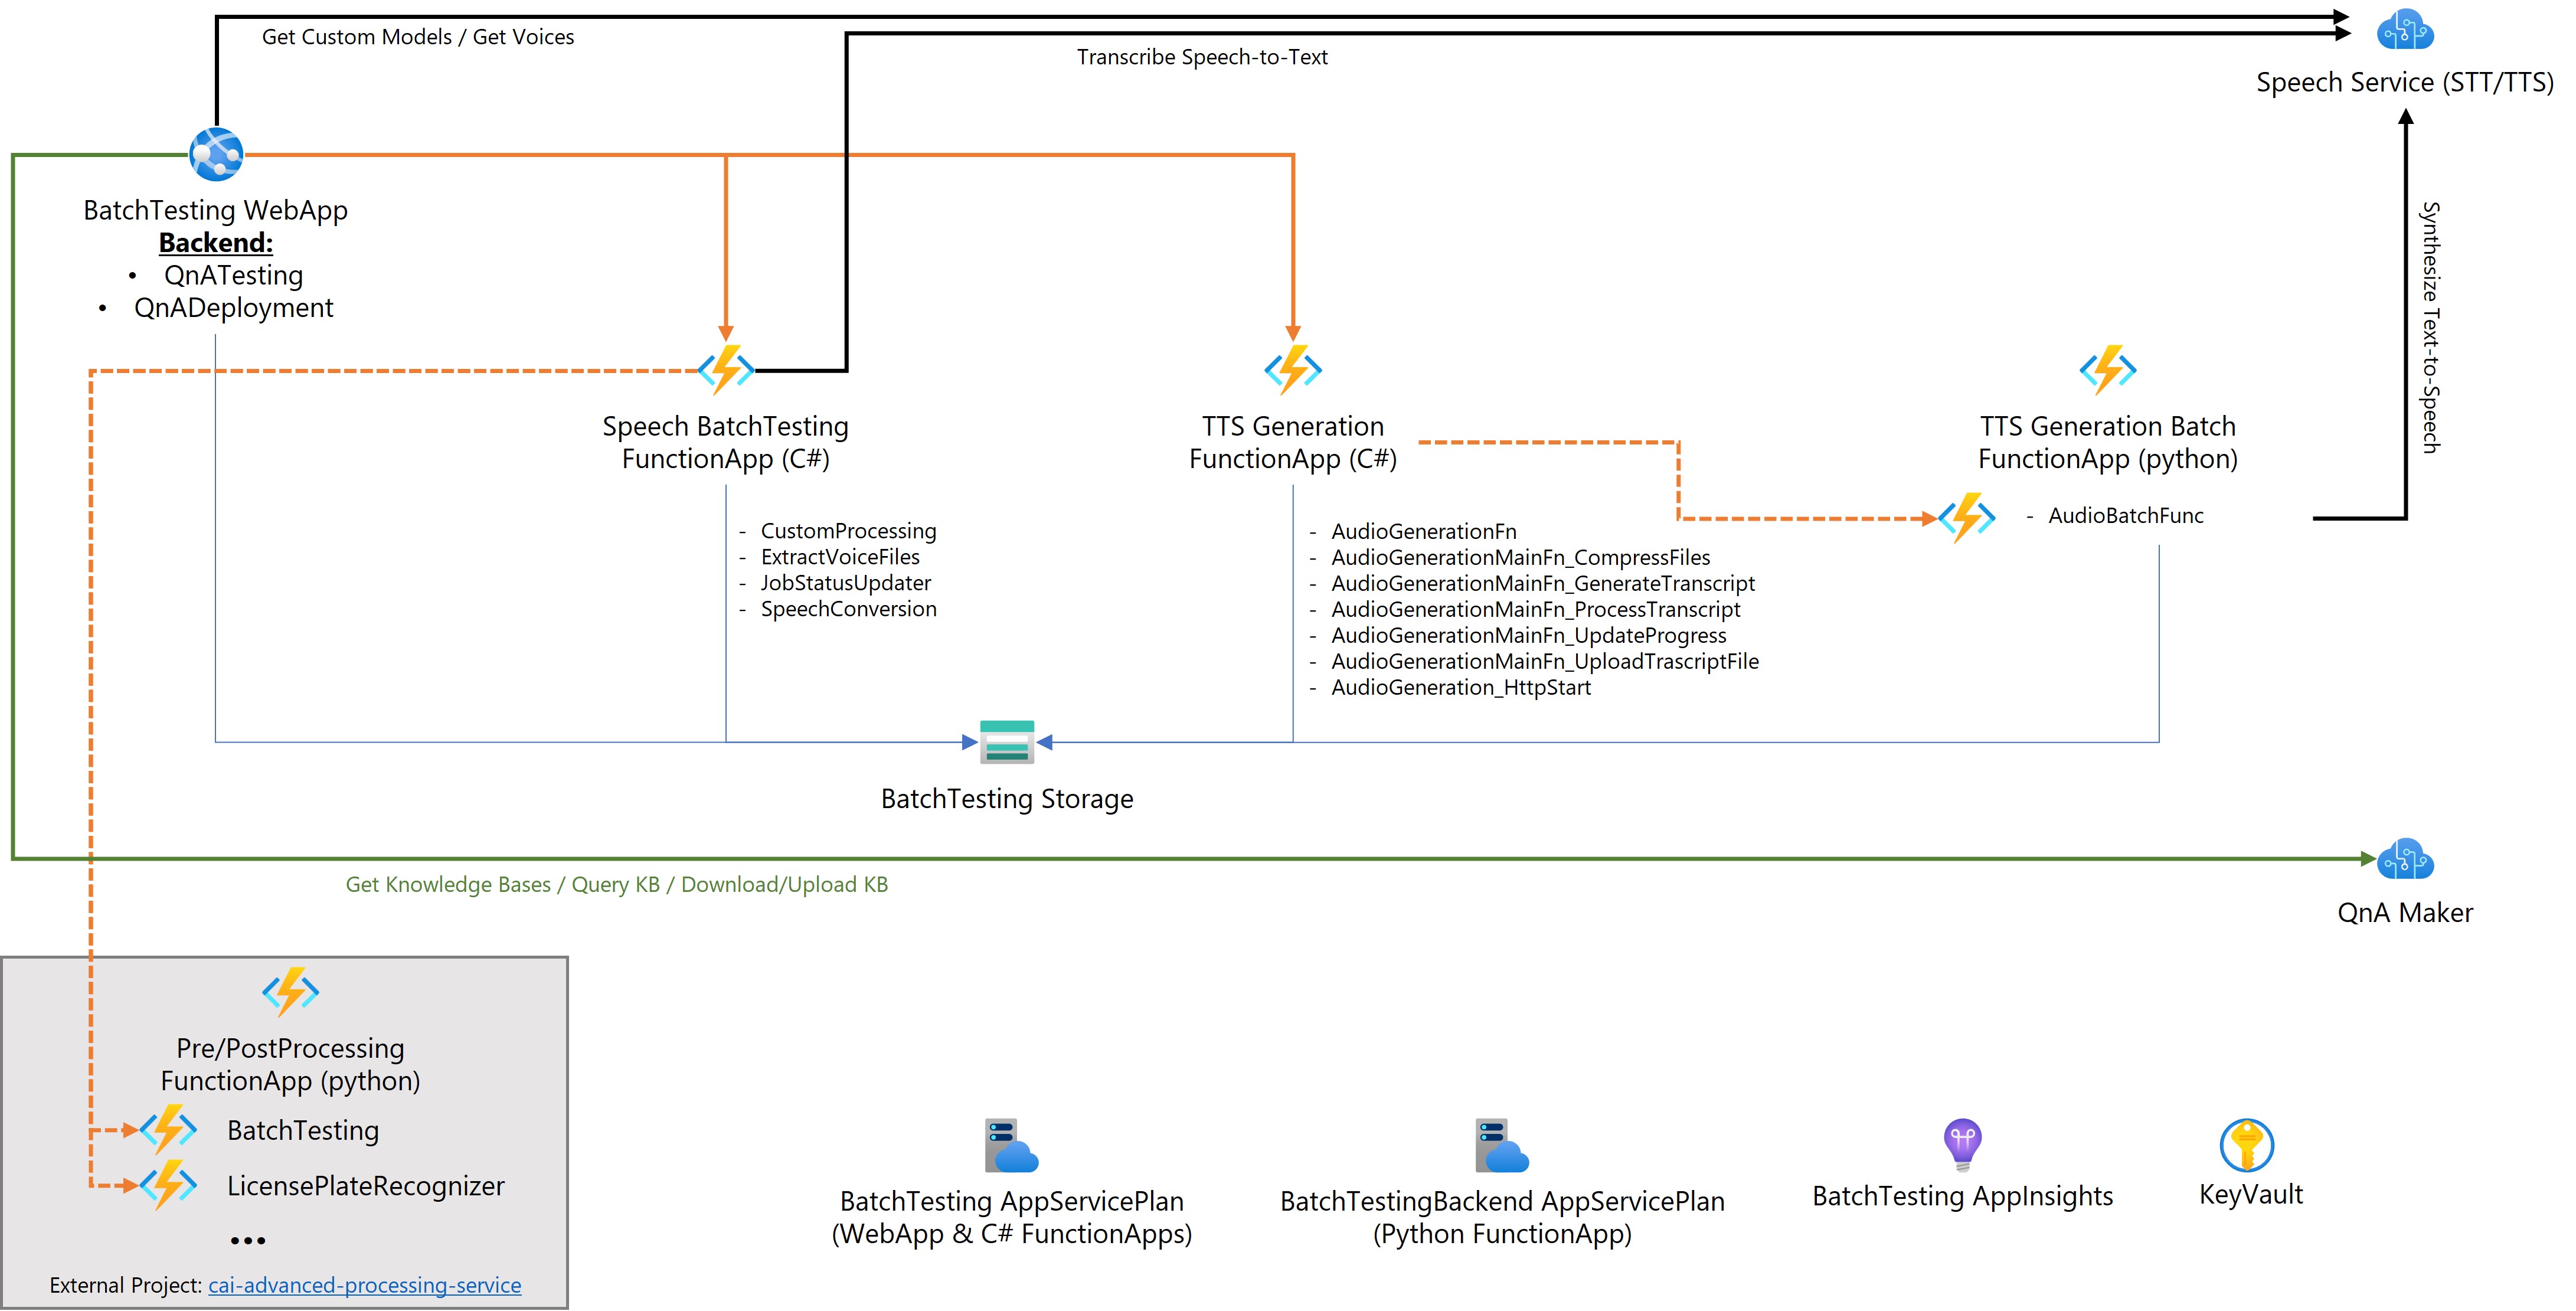 Get Custom Models / Get Voices
Transcribe Speech-to-Text
Speech Service (STT/TTS)
BatchTesting WebApp
Backend:
• QnATesting
• QnADeployment
Synthesize Text-to-Speech
Speech BatchTesting
FunctionApp (C#)
- CustomProcessing
- ExtractVoiceFiles
- JobStatusUpdater
- SpeechConversion
TTS Generation
FunctionApp (C#)
- AudioGenerationFn
- AudioGenerationMainFn_CompressFiles
- AudioGenerationMainFn_GenerateTranscript
- AudioGenerationMainFn_ProcessTranscript
- AudioGenerationMainFn_UpdateProgress
- AudioGenerationMainFn_UploadTrascriptFile
- AudioGeneration_HttpStart
TTS Generation Batch
FunctionApp (python)
- AudioBatchFunc
BatchTesting Storage
Get Knowledge Bases / Query KB / Download/Upload KB
QnA Maker
Pre/PostProcessing
FunctionApp (python)
BatchTesting
LicensePlateRecognizer
...
External Project: cai-advanced-processing-service
BatchTesting AppServicePlan
(WebApp & C# FunctionApps)
BatchTestingBackend AppServicePlan
(Python FunctionApp)
BatchTesting AppInsights
KeyVault